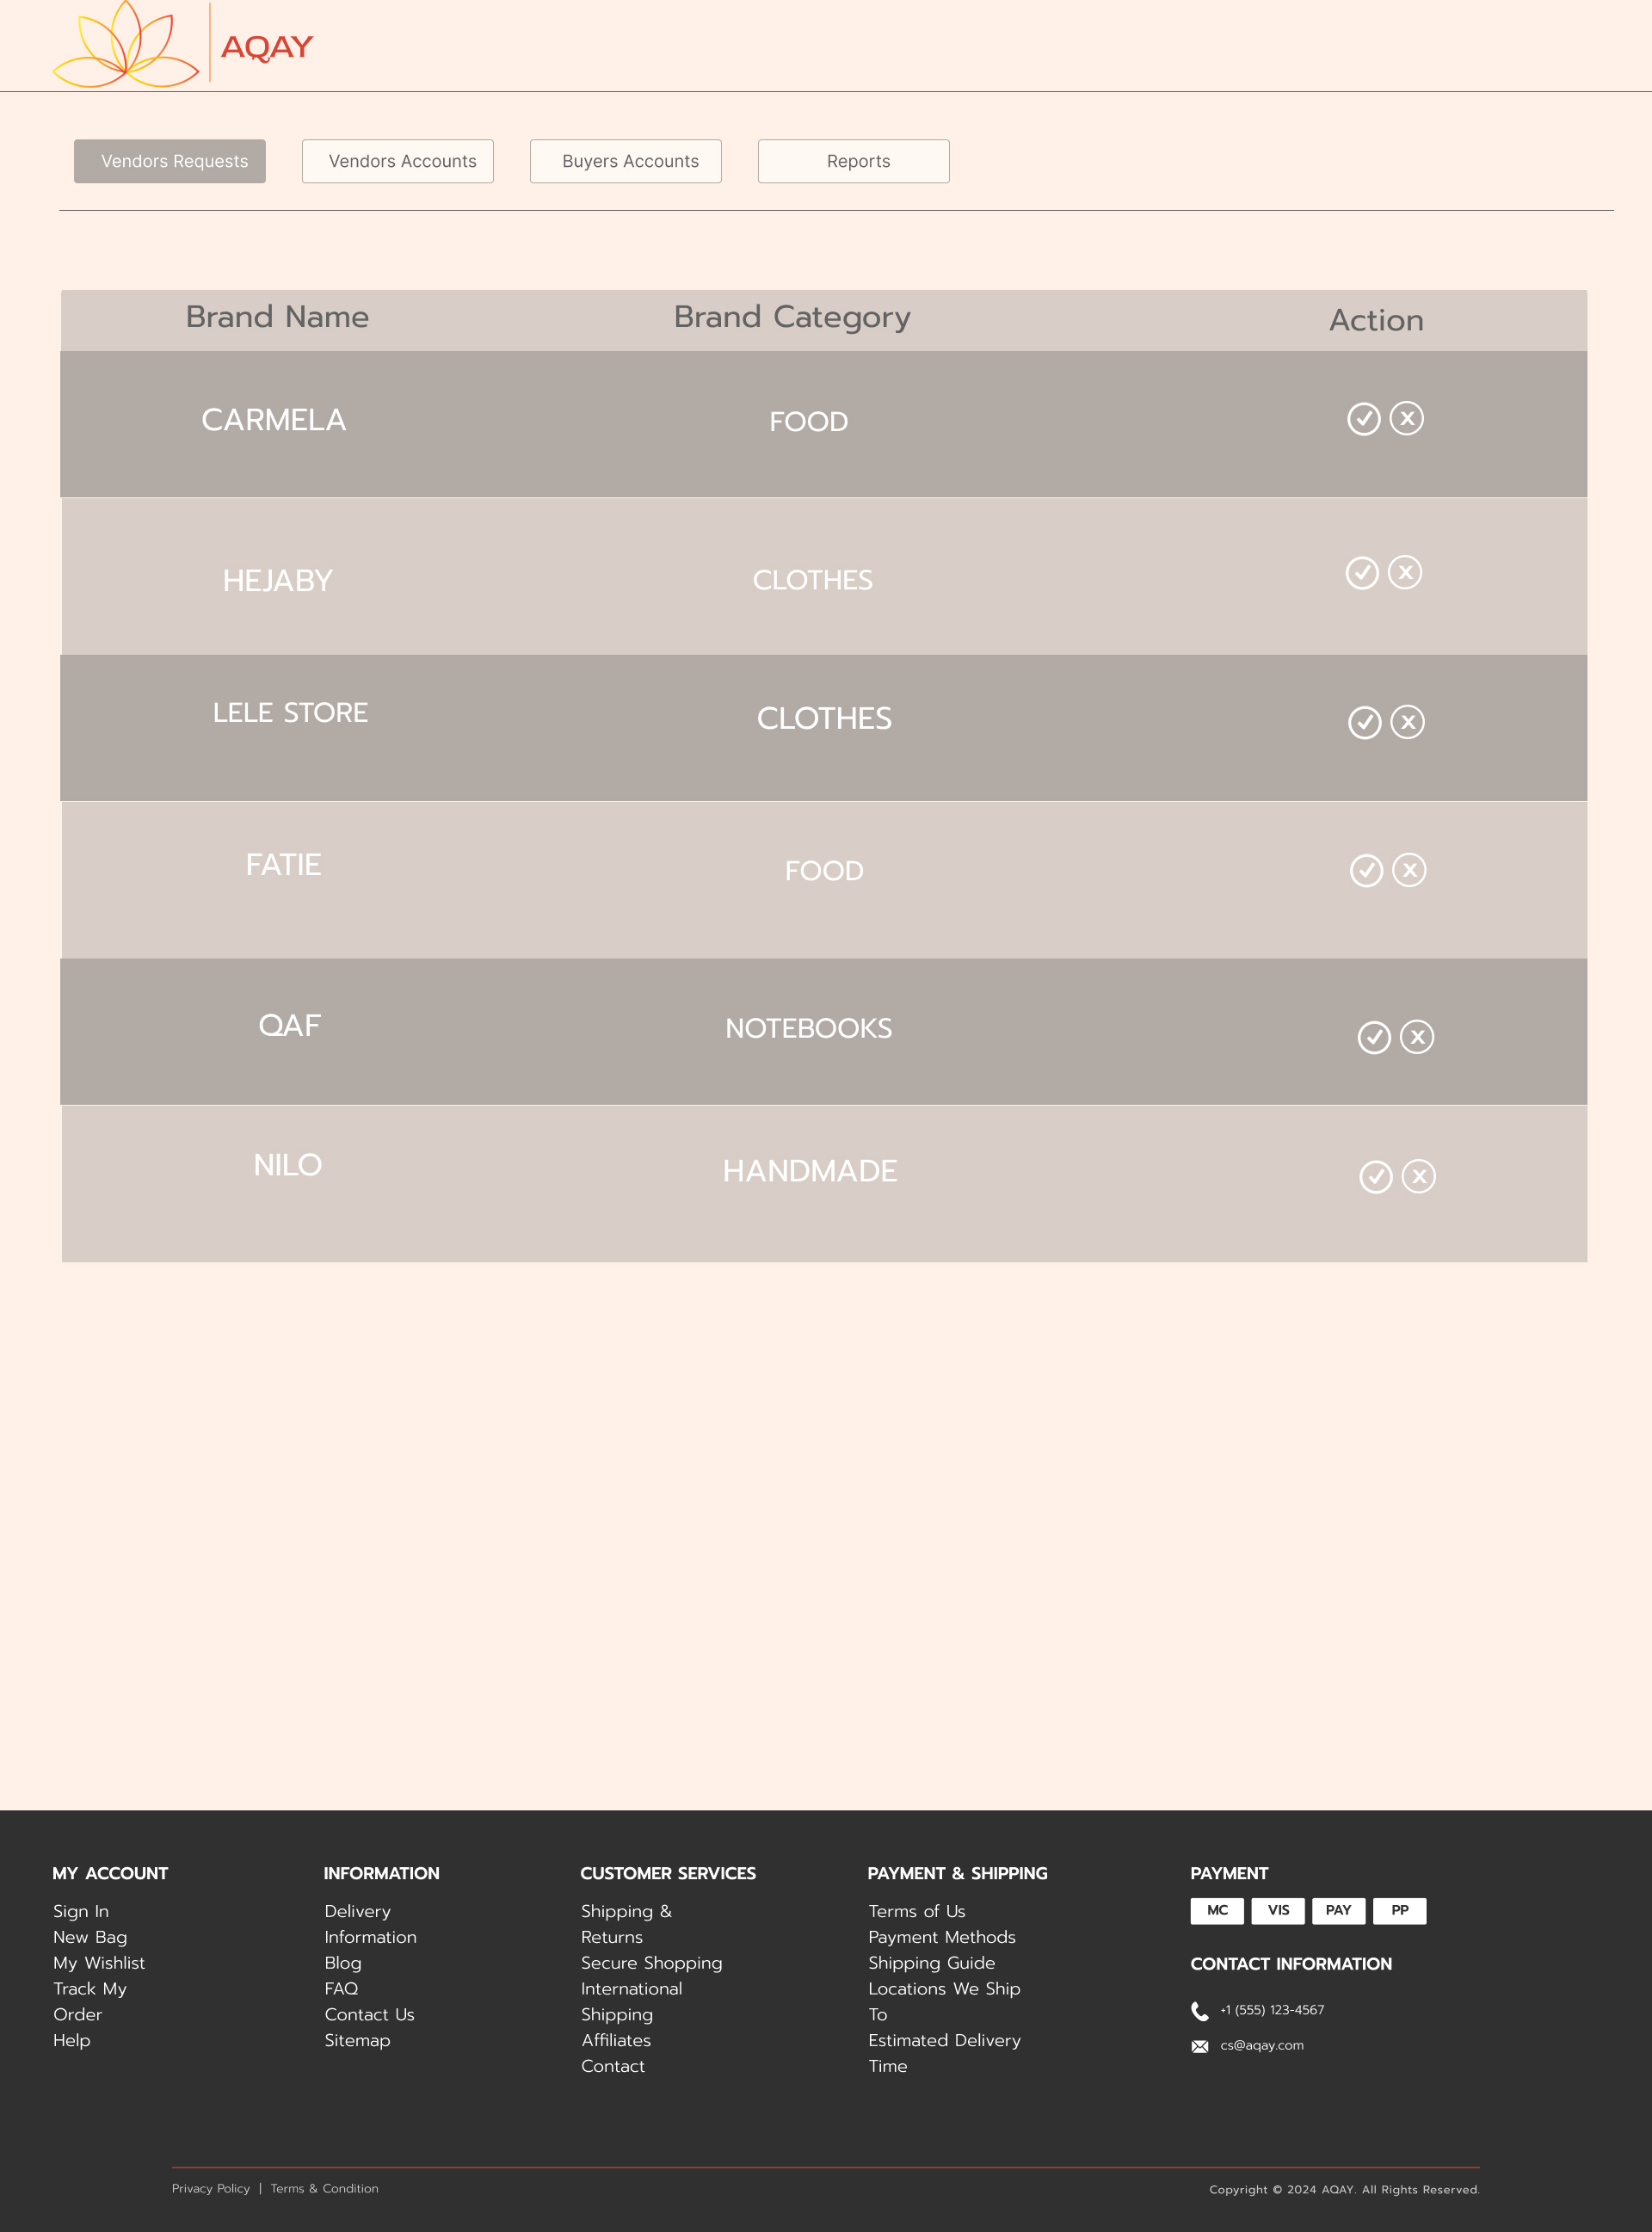 AQAY
Vendors Requests
Vendors Accounts
Buyers Accounts
Reports
Brand Name
Brand Category
Action
CARMELA
FOOD
HEJABY
CLOTHES
LELE STORE
CLOTHES
FATIE
FOOD
QAF
NOTEBOOKS
NILO
HANDMADE
MY ACCOUNT
Sign In
New Bag
My Wishlist
Track My
Order
Help
INFORMATION
Delivery
Information
Blog
FAQ
Contact Us
Sitemap
CUSTOMER SERVICES
Shipping &
Returns
Secure Shopping
International
Shipping
Affiliates
Contact
PAYMENT & SHIPPING
Terms of Us
Payment Methods
Shipping Guide
Locations We Ship
To
Estimated Delivery
Time
PAYMENT
MC
VIS
PAY
PP
CONTACT INFORMATION
+1 (555) 123-4567
cs@aqay.com
Privacy Policy | Terms & Condition
Copyright © 2024 AQAY. All Rights Reserved.